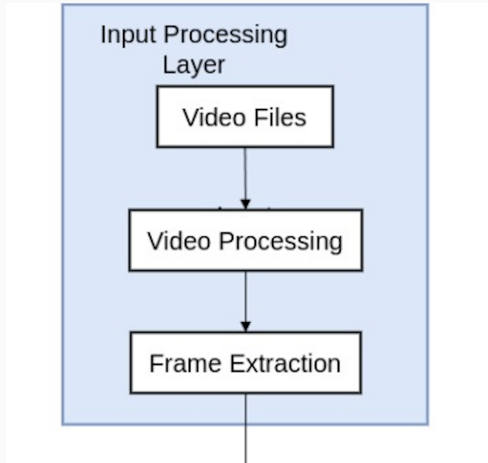 Input Processing
Layer
Video Files
Video Processing
Frame Extraction